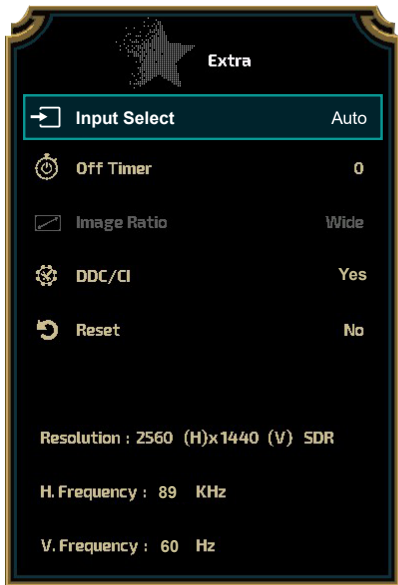 Extra
Input Select Auto
Off Timer 0
Image Ratio Wide
DDC/CI Yes
Reset No
Resolution : 2560 (H)x1440 (V) SDR
H. Frequency : 89 KHz
V. Frequency : 60 Hz